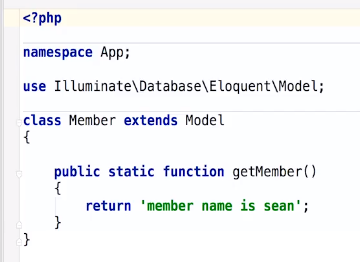 <?php
namespace App;
use Illuminate\Database\Eloquent\Model;
class Member extends Model
{
    public static function getMember()
    {
        return 'member name is sean';
    }
}